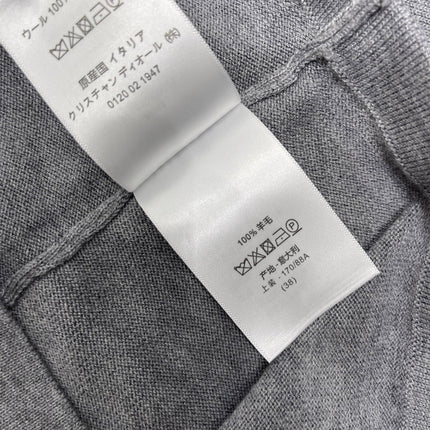 ウール 100%
原産国 イタリア
クリスチャンディオール (株)
0120 02 1947
100% 羊毛
产地 : 意大利
上装 : 170/88A
(38)